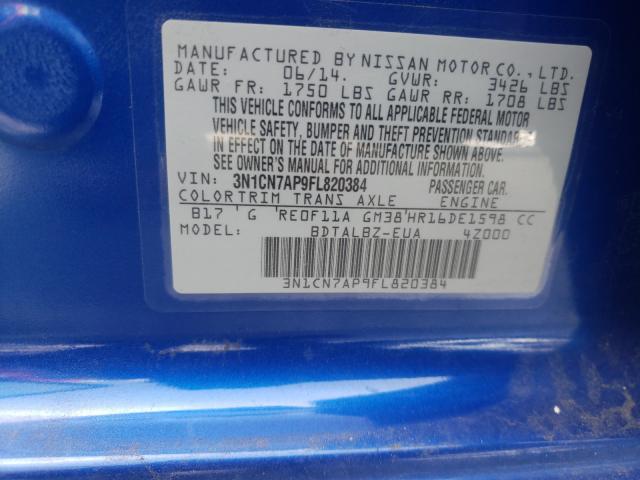 MANUFACTURED BY NISSAN MOTOR CO., LTD.
DATE: 06/14. GVWR: 3426 LBS
GAWR FR: 1750 LBS GAWR RR: 1708 LBS
THIS VEHICLE CONFORMS TO ALL APPLICABLE FEDERAL MOTOR
VEHICLE SAFETY, BUMPER AND THEFT PREVENTION STANDARDS
IN EFFECT ON THE DATE OF MANUFACTURE SHOWN ABOVE.
SEE OWNER'S MANUAL FOR ADDITIONAL INFORMATION.
VIN: 3N1CN7AP9FL820384 PASSENGER CAR.
COLOR TRIM TRANS AXLE ENGINE
B17 'G 'RE0F11A GM38'HR16DE1598 CC
MODEL: BDTALBZ-EUA 4Z000
3N1CN7AP9FL820384